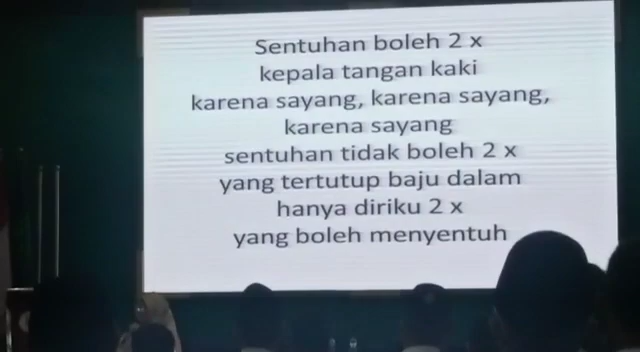 Sentuhan boleh 2 x
kepala tangan kaki
karena sayang, karena sayang,
karena sayang
sentuhan tidak boleh 2 x
yang tertutup baju dalam
hanya diriku 2 x
yang boleh menyentuh